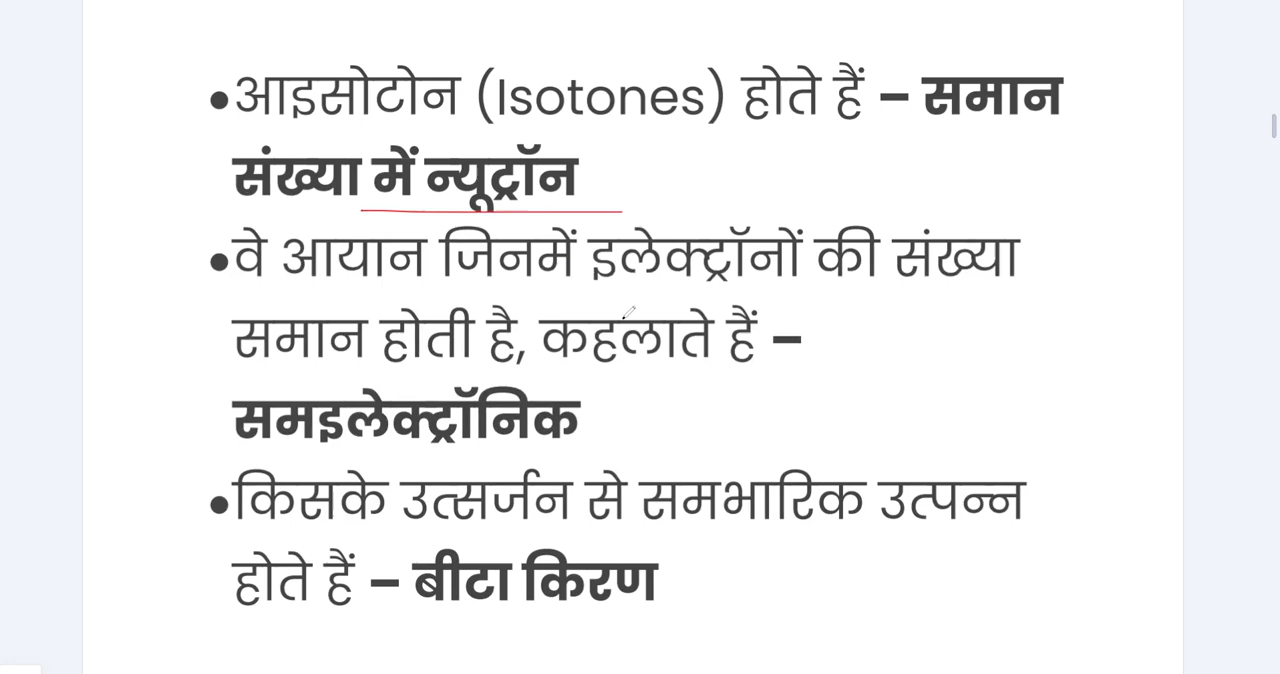 •आइसोटोन (Isotones) होते हैं – समान
संख्या में न्यूट्रॉन
•वे आयान जिनमें इलेक्ट्रॉनों की संख्या
समान होती है, कहलाते हैं –
समइलेक्ट्रॉनिक
•किसके उत्सर्जन से समभारिक उत्पन्न
होते हैं – बीटा किरण